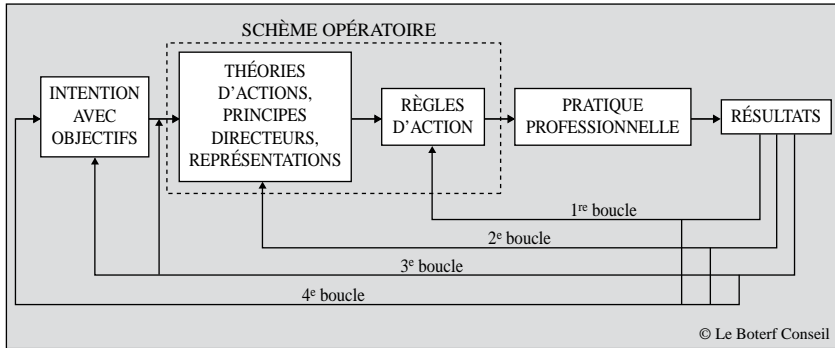 SCHÈME OPÉRATOIRE
INTENTION
AVEC
OBJECTIFS
THÉORIES
D'ACTIONS,
PRINCIPES
DIRECTEURS,
REPRÉSENTATIONS
RÈGLES
D'ACTION
PRATIQUE
PROFESSIONNELLE
RÉSULTATS
1re boucle
2e boucle
3e boucle
4e boucle
© Le Boterf Conseil